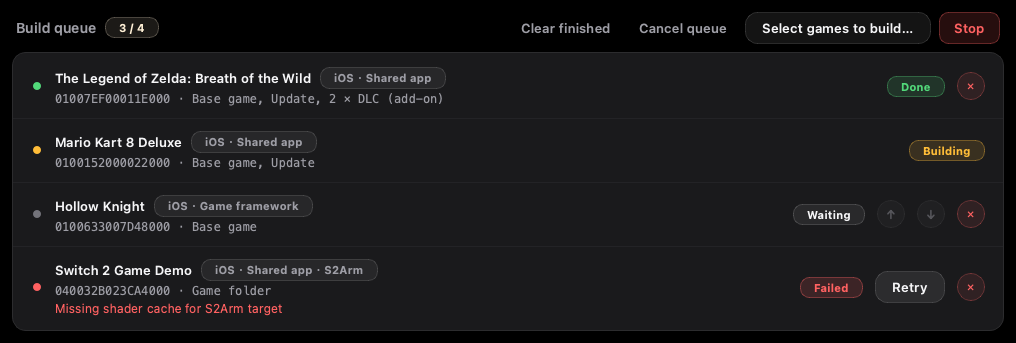 Build queue 3 / 4 Clear finished Cancel queue Select games to build... Stop
The Legend of Zelda: Breath of the Wild iOS · Shared app
01007EF00011E000 · Base game, Update, 2 × DLC (add-on)
Done ×
Mario Kart 8 Deluxe iOS · Shared app
0100152000022000 · Base game, Update
Building
Hollow Knight iOS · Game framework
0100633007D48000 · Base game
Waiting ↑ ↓ ×
Switch 2 Game Demo iOS · Shared app · S2Arm
040032B023CA4000 · Game folder
Missing shader cache for S2Arm target
Failed Retry ×